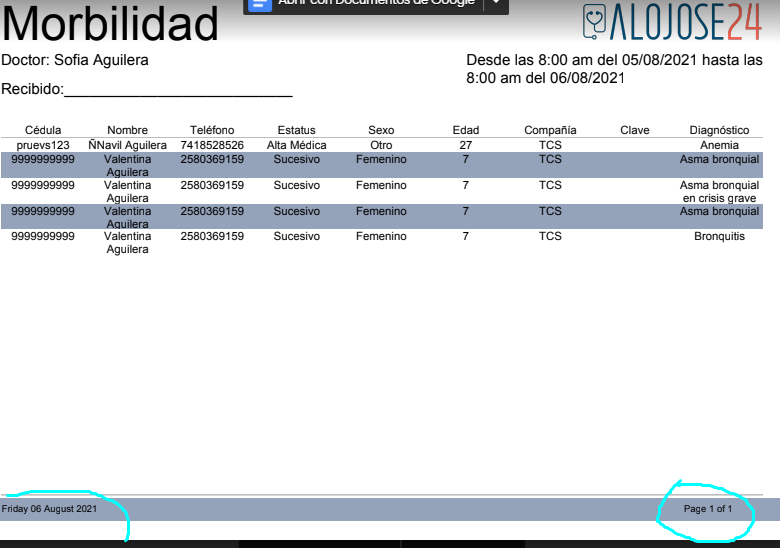 Abrir con Documentos de Google
Morbilidad
ALOJOSE24
Doctor: Sofia Aguilera
Desde las 8:00 am del 05/08/2021 hasta las
8:00 am del 06/08/2021
Recibido:____________________________
Cédula Nombre Teléfono Estatus Sexo Edad Compañía Clave Diagnóstico
pruevs123 ÑNavil Aguilera 7418528526 Alta Médica Otro 27 TCS Anemia
9999999999 Valentina 2580369159 Sucesivo Femenino 7 TCS Asma bronquial
Aguilera
9999999999 Valentina 2580369159 Sucesivo Femenino 7 TCS Asma bronquial
Aguilera en crisis grave
9999999999 Valentina 2580369159 Sucesivo Femenino 7 TCS Asma bronquial
Aguilera
9999999999 Valentina 2580369159 Sucesivo Femenino 7 TCS Bronquitis
Aguilera
Friday 06 August 2021 Page 1 of 1